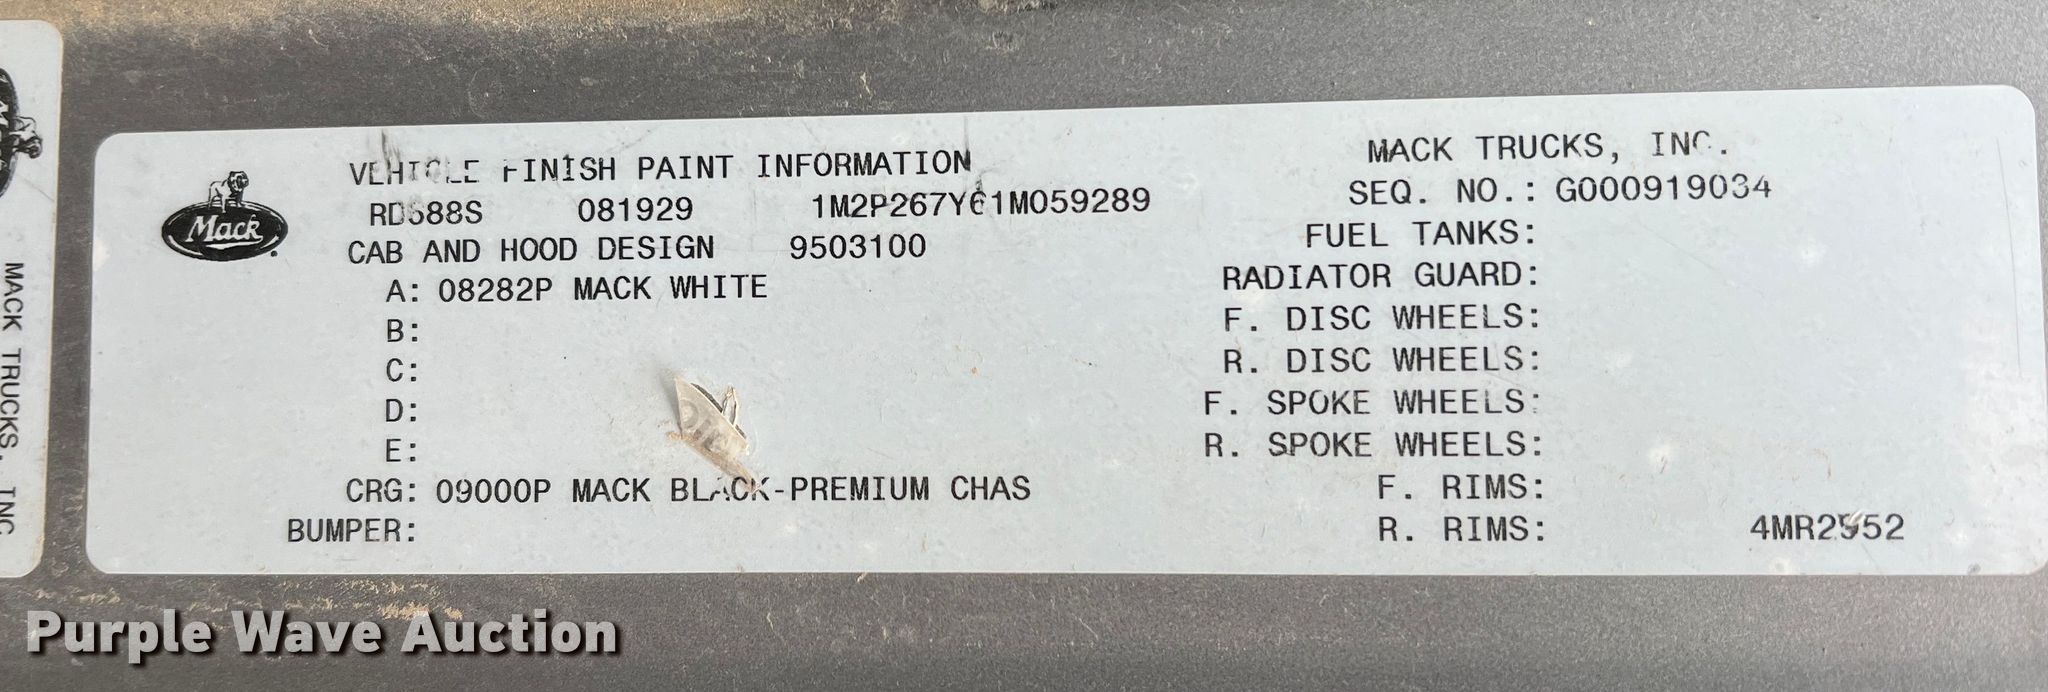 VEHICLE FINISH PAINT INFORMATION
RD688S 081929 1M2P267Y61M059289
CAB AND HOOD DESIGN 9503100
A: 08282P MACK WHITE
B:
C:
D:
E:
CRG: 09000P MACK BLACK-PREMIUM CHAS
BUMPER:
MACK TRUCKS, INC.
SEQ. NO.: G000919034
FUEL TANKS:
RADIATOR GUARD:
F. DISC WHEELS:
R. DISC WHEELS:
F. SPOKE WHEELS:
R. SPOKE WHEELS:
F. RIMS:
R. RIMS: 4MR2952
Mack
MACK TRUCKS, INC
Purple Wave Auction